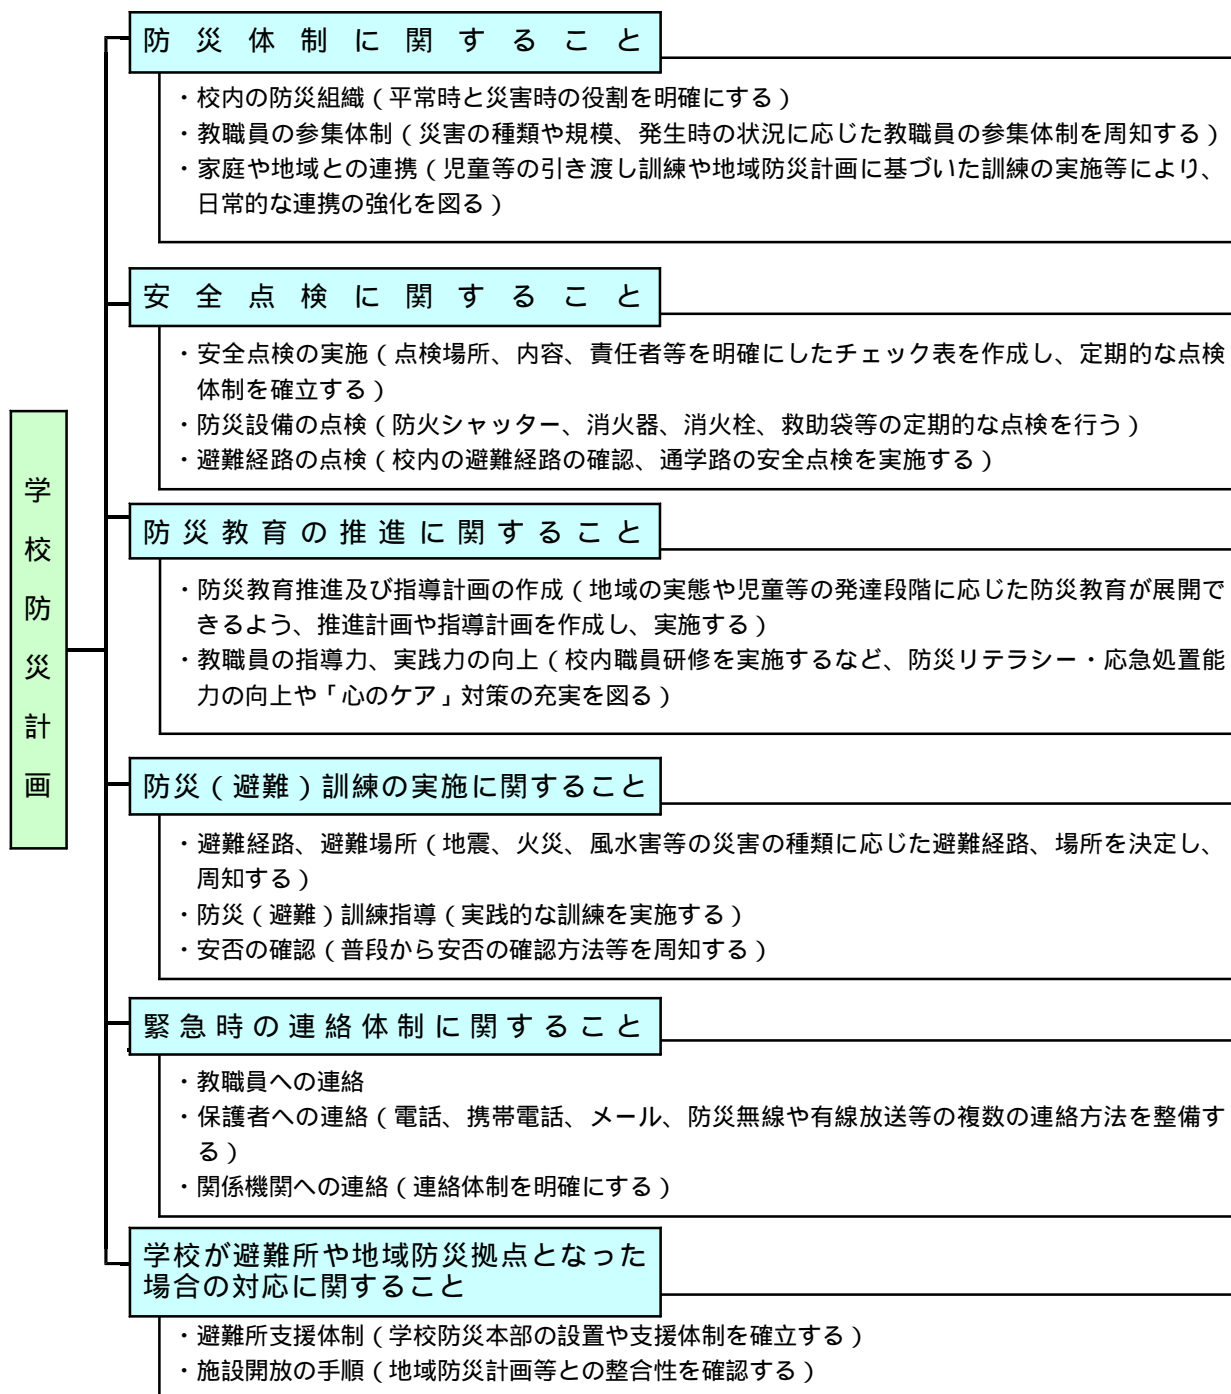 学校防災計画
防災体制に関すること
・校内の防災組織（平常時と災害時の役割を明確にする）
・教職員の参集体制（災害の種類や規模、発生時の状況に応じた教職員の参集体制を周知する）
・家庭や地域との連携（児童等の引き渡し訓練や地域防災計画に基づいた訓練の実施等により、
日常的な連携の強化を図る）
安全点検に関すること
・安全点検の実施（点検場所、内容、責任者等を明確にしたチェック表を作成し、定期的な点検
体制を確立する）
・防災設備の点検（防火シャッター、消火器、消火栓、救助袋等の定期的な点検を行う）
・避難経路の点検（校内の避難経路の確認、通学路の安全点検を実施する）
防災教育の推進に関すること
・防災教育推進及び指導計画の作成（地域の実態や児童等の発達段階に応じた防災教育が展開で
きるよう、推進計画や指導計画を作成し、実施する）
・教職員の指導力、実践力の向上（校内職員研修を実施するなど、防災リテラシー・応急処置能
力の向上や「心のケア」対策の充実を図る）
防災（避難）訓練の実施に関すること
・避難経路、避難場所（地震、火災、風水害等の災害の種類に応じた避難経路、場所を決定し、
周知する）
・防災（避難）訓練指導（実践的な訓練を実施する）
・安否の確認（普段から安否の確認方法等を周知する）
緊急時の連絡体制に関すること
・教職員への連絡
・保護者への連絡（電話、携帯電話、メール、防災無線や有線放送等の複数の連絡方法を整備す
る）
・関係機関への連絡（連絡体制を明確にする）
学校が避難所や地域防災拠点となった
場合の対応に関すること
・避難所支援体制（学校防災本部の設置や支援体制を確立する）
・施設開放の手順（地域防災計画等との整合性を確認する）